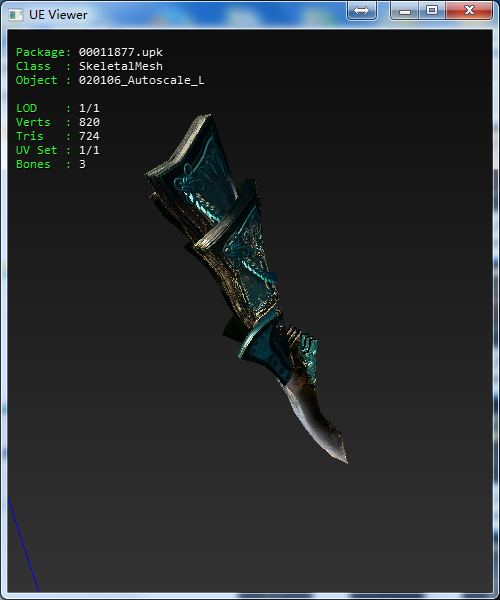 UE Viewer
Package: 00011877.upk
Class  : SkeletalMesh
Object : 020106_Autoscale_L
LOD    : 1/1
Verts  : 820
Tris   : 724
UV Set : 1/1
Bones  : 3